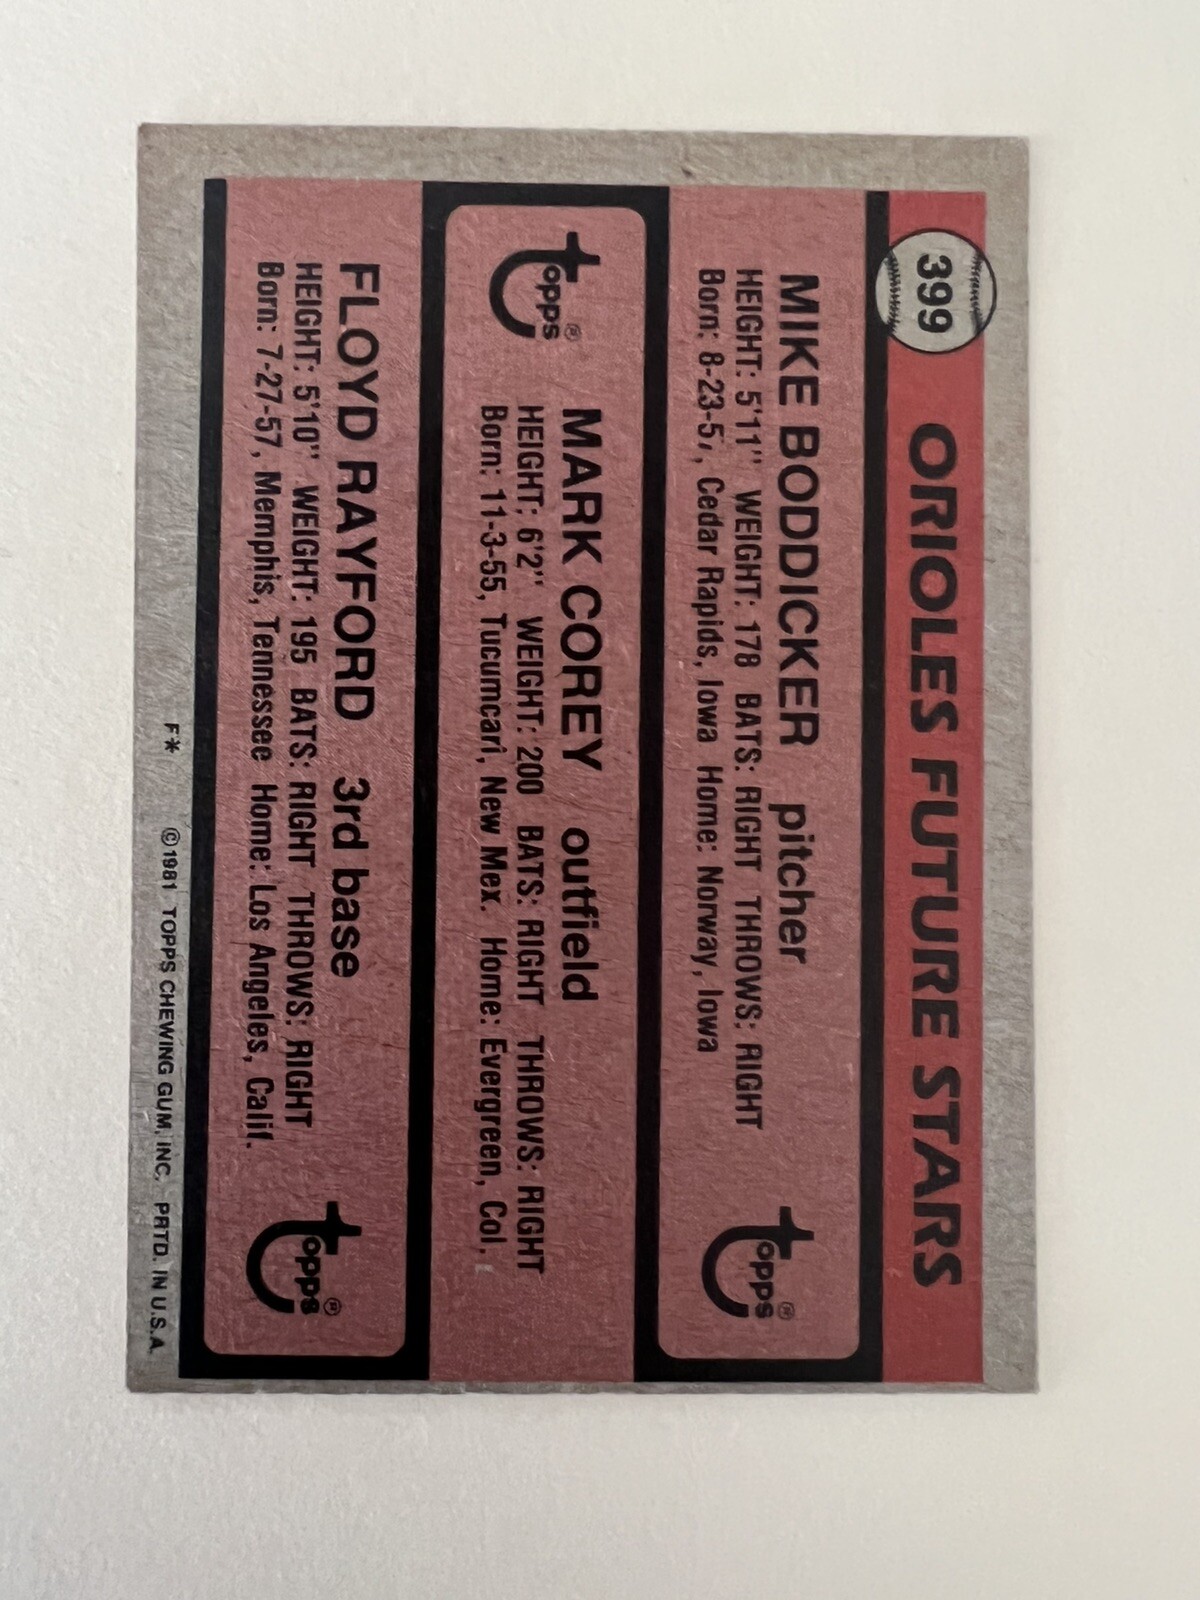 399
ORIOLES FUTURE STARS
MIKE BODDICKER pitcher
HEIGHT: 5'11" WEIGHT: 178 BATS: RIGHT THROWS: RIGHT
Born: 8-23-57, Cedar Rapids, Iowa Home: Norway, Iowa
Topps®
Topps®
MARK COREY outfield
HEIGHT: 6'2" WEIGHT: 200 BATS: RIGHT THROWS: RIGHT
Born: 11-3-55, Tucumcari, New Mex. Home: Evergreen, Col.
FLOYD RAYFORD 3rd base
HEIGHT: 5'10" WEIGHT: 195 BATS: RIGHT THROWS: RIGHT
Born: 7-27-57, Memphis, Tennessee Home: Los Angeles, Calif.
Topps®
F* ©1981 TOPPS CHEWING GUM, INC. PRTD. IN U.S.A.